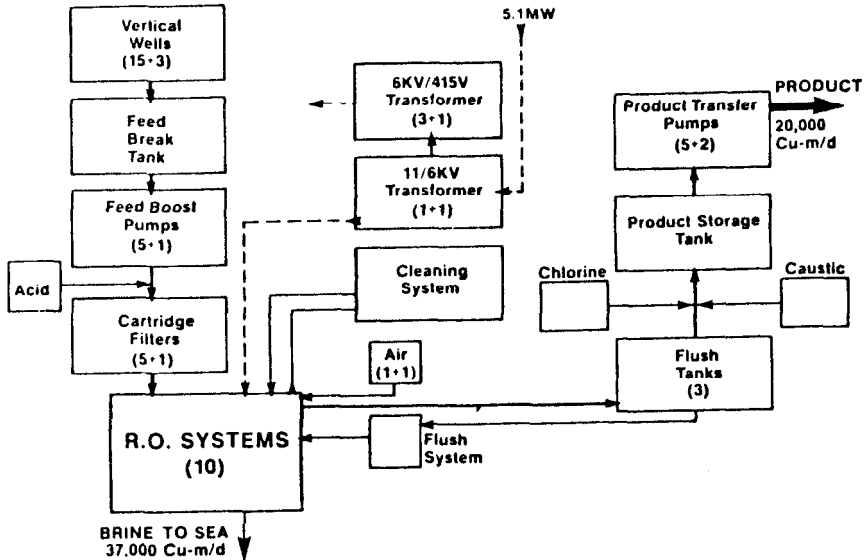 Vertical
Wells
(15+3)
Feed
Break
Tank
Feed Boost
Pumps
(5+1)
Acid
Cartridge
Filters
(5+1)
R.O. SYSTEMS
(10)
BRINE TO SEA
37,000 Cu-m/d
5.1MW
6KV/415V
Transformer
(3+1)
11/6KV
Transformer
(1+1)
Cleaning
System
Air
(1+1)
Flush
System
PRODUCT
20,000
Cu-m/d
Product Transfer
Pumps
(5+2)
Product Storage
Tank
Chlorine
Caustic
Flush
Tanks
(3)